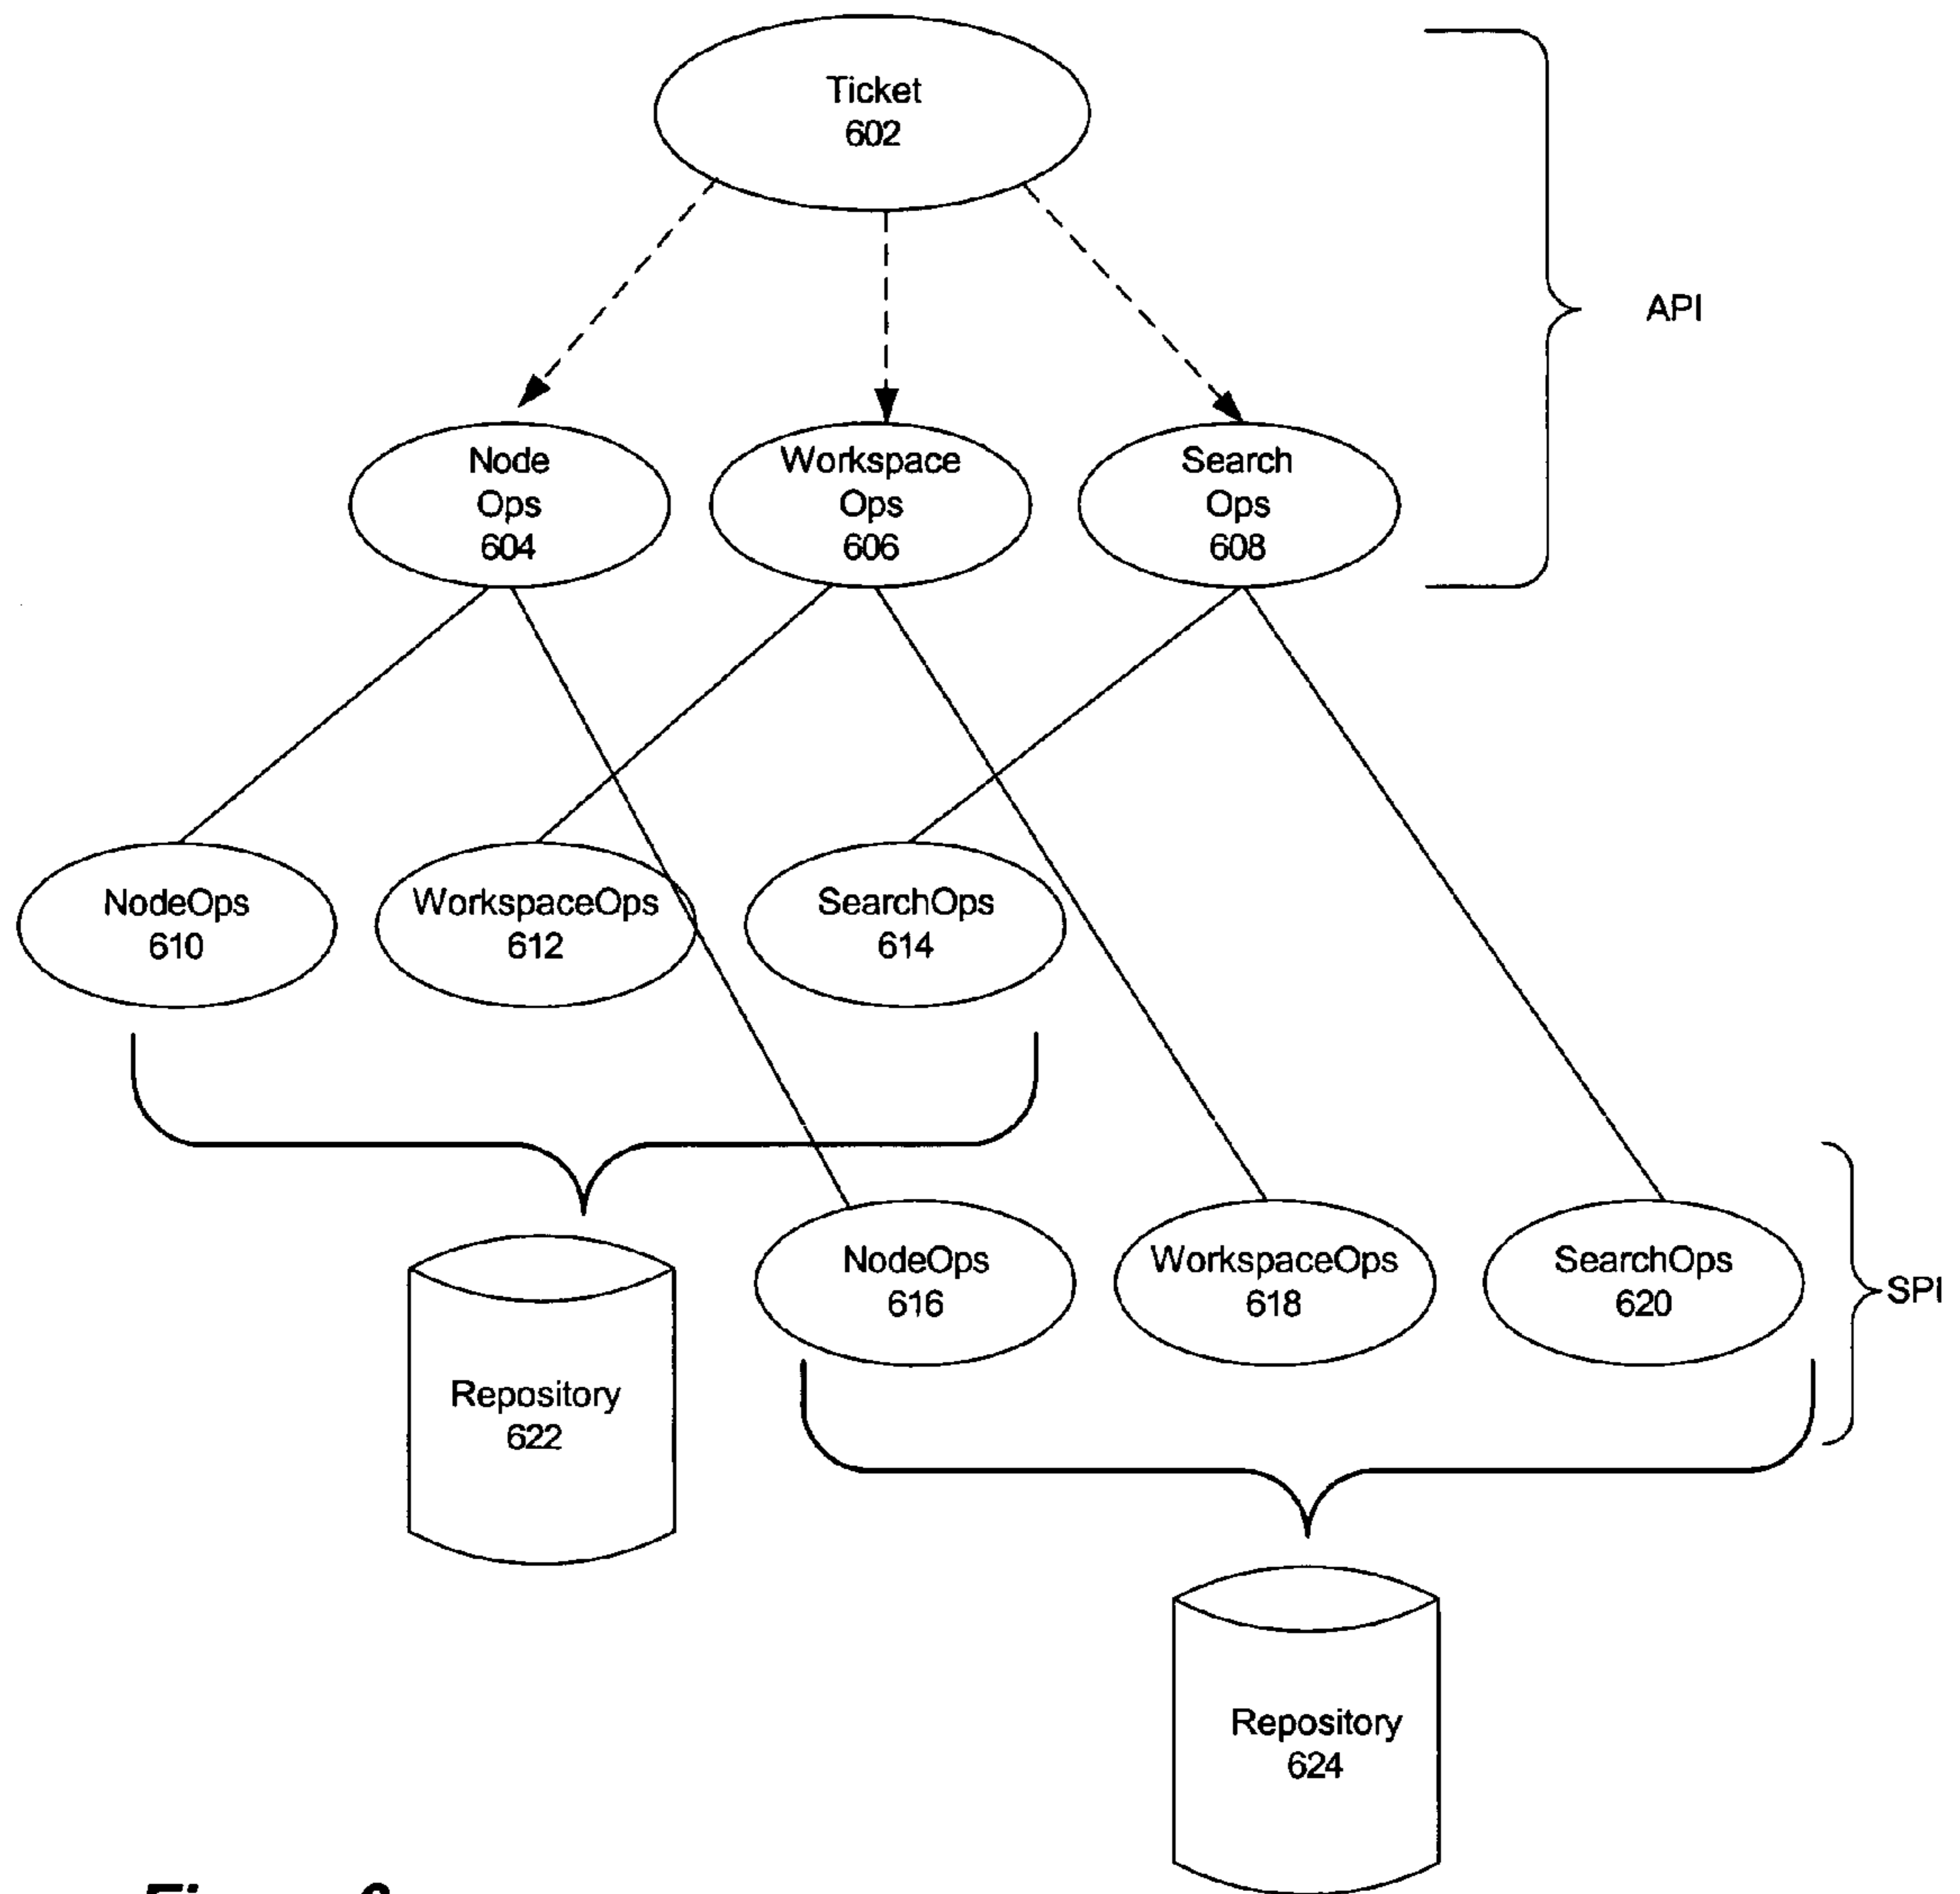 Ticket
602
API
Node
Ops
604
Workspace
Ops
606
Search
Ops
608
NodeOps
610
WorkspaceOps
612
SearchOps
614
NodeOps
616
WorkspaceOps
618
SearchOps
620
SPI
Repository
622
Repository
624